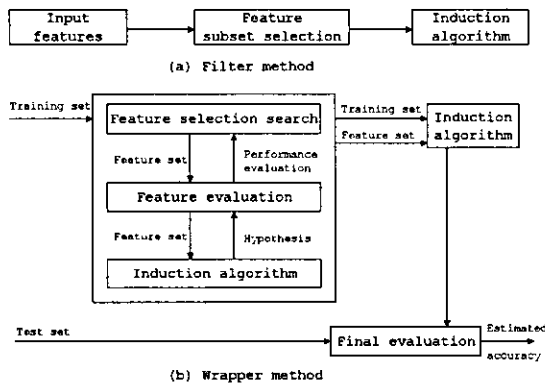 Input
features
Feature
subset selection
Induction
algorithm
(a) Filter method
Training set
Feature selection search
Training set
Feature set
Induction
algorithm
Feature set
Performance
evaluation
Feature evaluation
Feature set
Hypothesis
Induction algorithm
Test set
Final evaluation
Estimated
accuracy
(b) Wrapper method